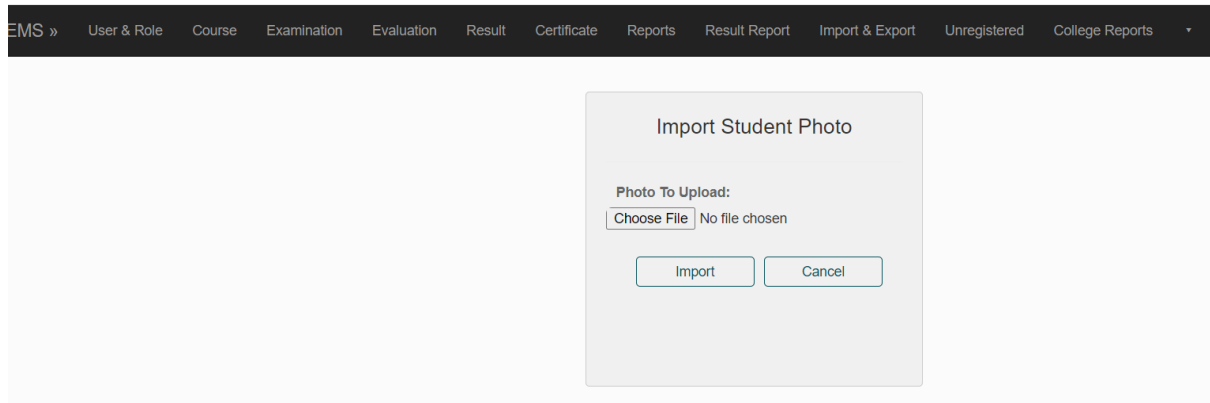 EMS » User & Role Course Examination Evaluation Result Certificate Reports Result Report Import & Export Unregistered College Reports
Import Student Photo
Photo To Upload:
Choose File No file chosen
Import Cancel